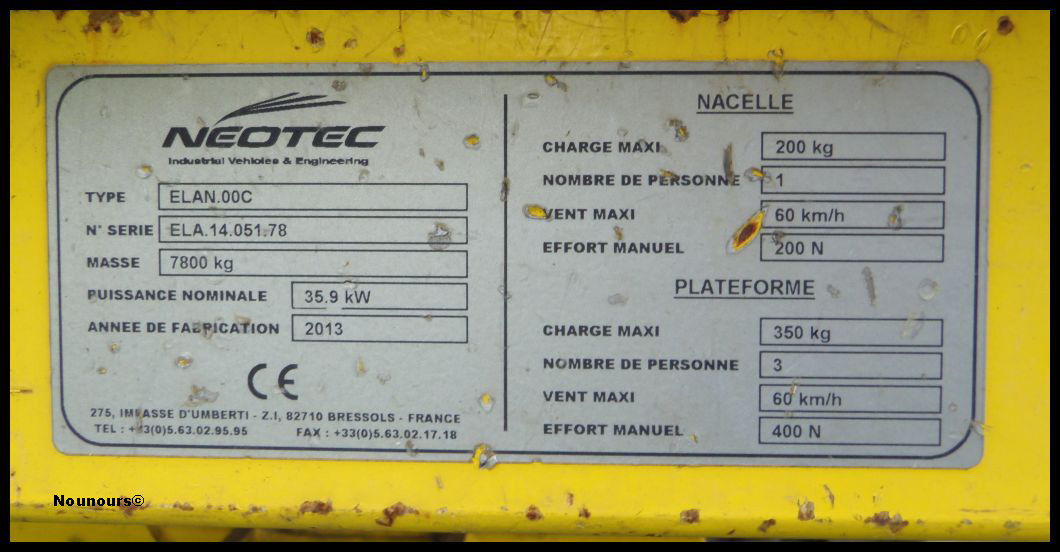 NEOTEC
Industrial Vehicles & Engineering
TYPE ELAN.00C
N° SERIE ELA.14.051.78
MASSE 7800 kg
PUISSANCE NOMINALE 35.9 kW
ANNEE DE FABRICATION 2013
CE
275, IMPASSE D'UMBERTI - Z.I, 82710 BRESSOLS - FRANCE
TEL : +33(0)5.63.02.95.95 FAX : +33(0)5.63.02.17.18
NACELLE
CHARGE MAXI 200 kg
NOMBRE DE PERSONNE 1
VENT MAXI 60 km/h
EFFORT MANUEL 200 N
PLATEFORME
CHARGE MAXI 350 kg
NOMBRE DE PERSONNE 3
VENT MAXI 60 km/h
EFFORT MANUEL 400 N
Nounours©